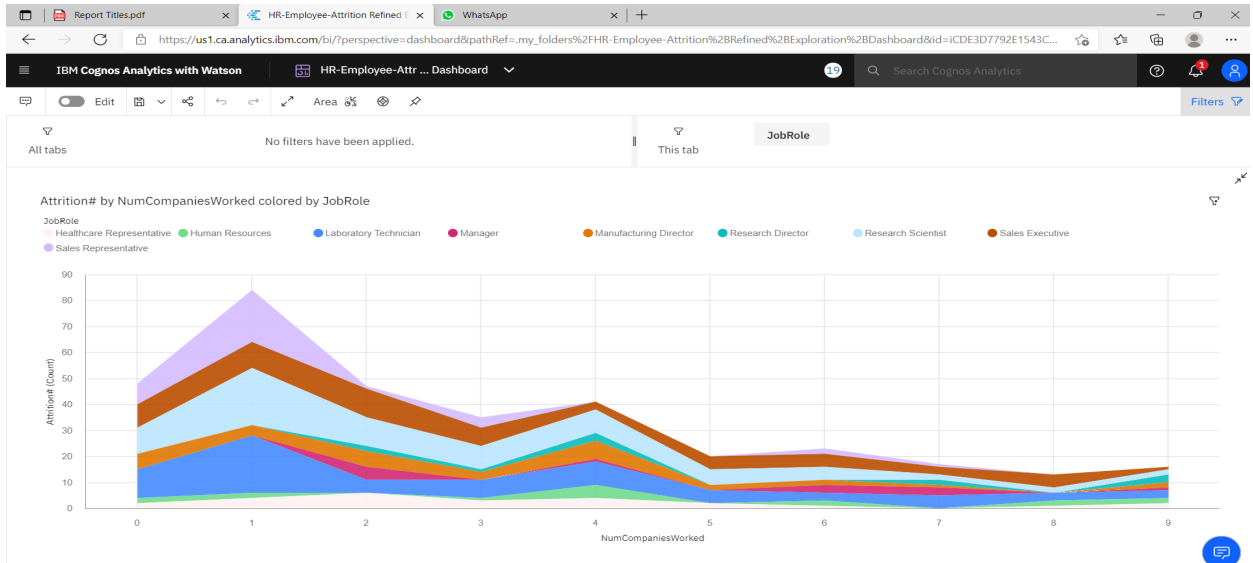 Report Titles.pdf
HR-Employee-Attrition Refined E
WhatsApp
https://us1.ca.analytics.ibm.com/bi/?perspective=dashboard&pathRef=.my_folders%2FHR-Employee-Attrition%2BRefined%2BExploration%2BDashboard&id=iCDE3D7792E1543C...
IBM Cognos Analytics with Watson
HR-Employee-Attr ... Dashboard
19
Search Cognos Analytics
1
Edit
Area
Filters
All tabs
No filters have been applied.
This tab
JobRole
Attrition# by NumCompaniesWorked colored by JobRole
JobRole
Healthcare Representative Human Resources Laboratory Technician Manager Manufacturing Director Research Director Research Scientist Sales Executive
Sales Representative
90
80
70
60
50
40
30
20
10
0
Attrition# (Count)
0 1 2 3 4 5 6 7 8 9
NumCompaniesWorked